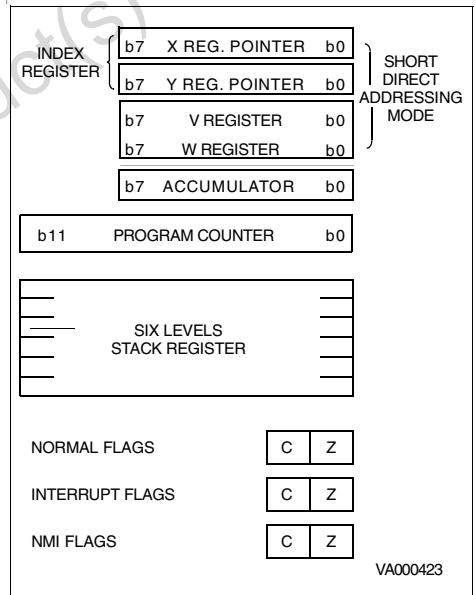 uct(s)
INDEX
REGISTER
b7 X REG. POINTER b0
b7 Y REG. POINTER b0
b7 V REGISTER b0
b7 W REGISTER b0
SHORT
DIRECT
ADDRESSING
MODE
b7 ACCUMULATOR b0
b11 PROGRAM COUNTER b0
SIX LEVELS
STACK REGISTER
NORMAL FLAGS C Z
INTERRUPT FLAGS C Z
NMI FLAGS C Z
VA000423